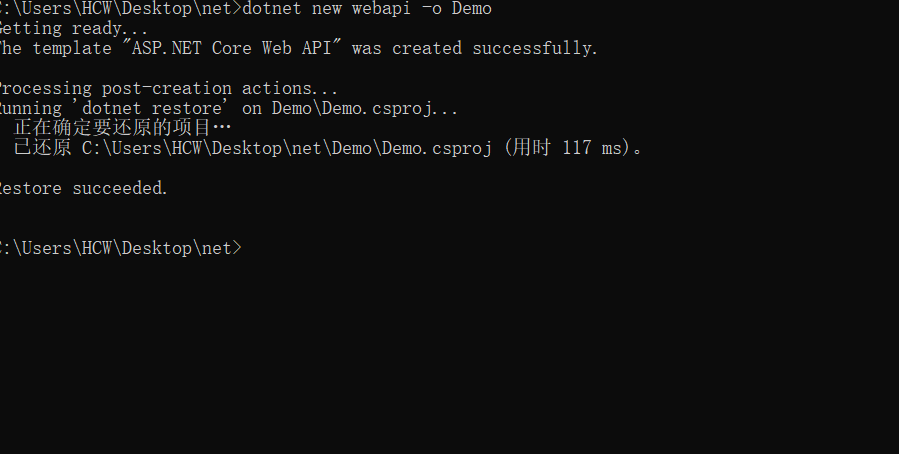 C:\Users\HCW\Desktop\net>dotnet new webapi -o Demo
Getting ready...
The template "ASP.NET Core Web API" was created successfully.
Processing post-creation actions...
Running 'dotnet restore' on Demo\Demo.csproj...
正在确定要还原的项目…
已还原 C:\Users\HCW\Desktop\net\Demo\Demo.csproj (用时 117 ms)。
Restore succeeded.
C:\Users\HCW\Desktop\net>